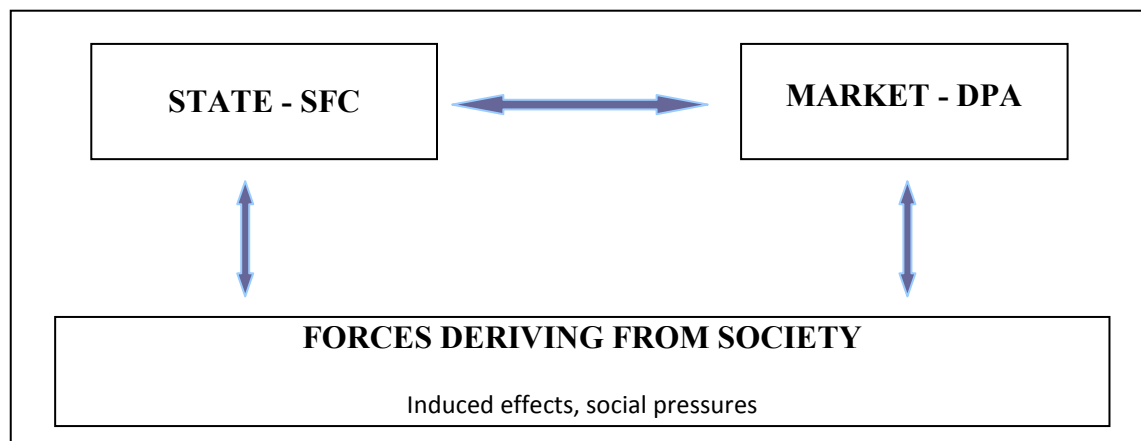 STATE - SFC
MARKET - DPA
FORCES DERIVING FROM SOCIETY
Induced effects, social pressures